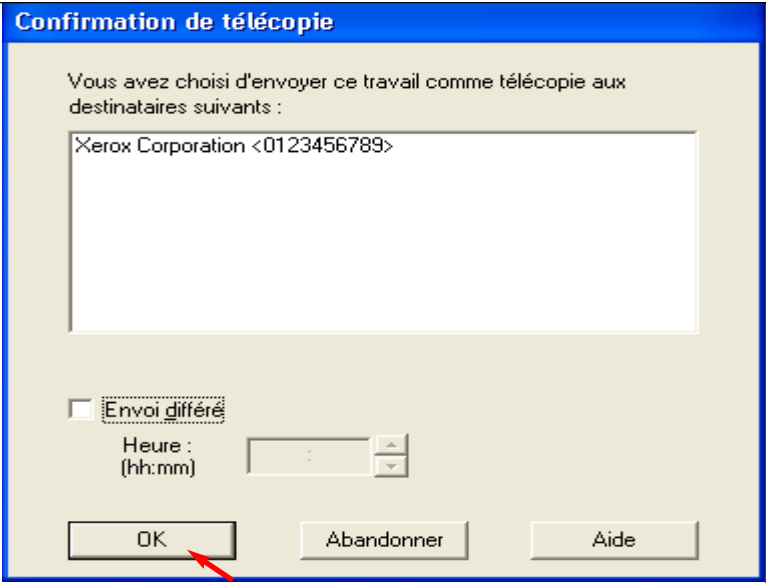 Confirmation de télécopie
Vous avez choisi d'envoyer ce travail comme télécopie aux
destinataires suivants :
Xerox Corporation <0123456789>
Envoi différé
Heure :
(hh:mm)
:
OK
Abandonner
Aide